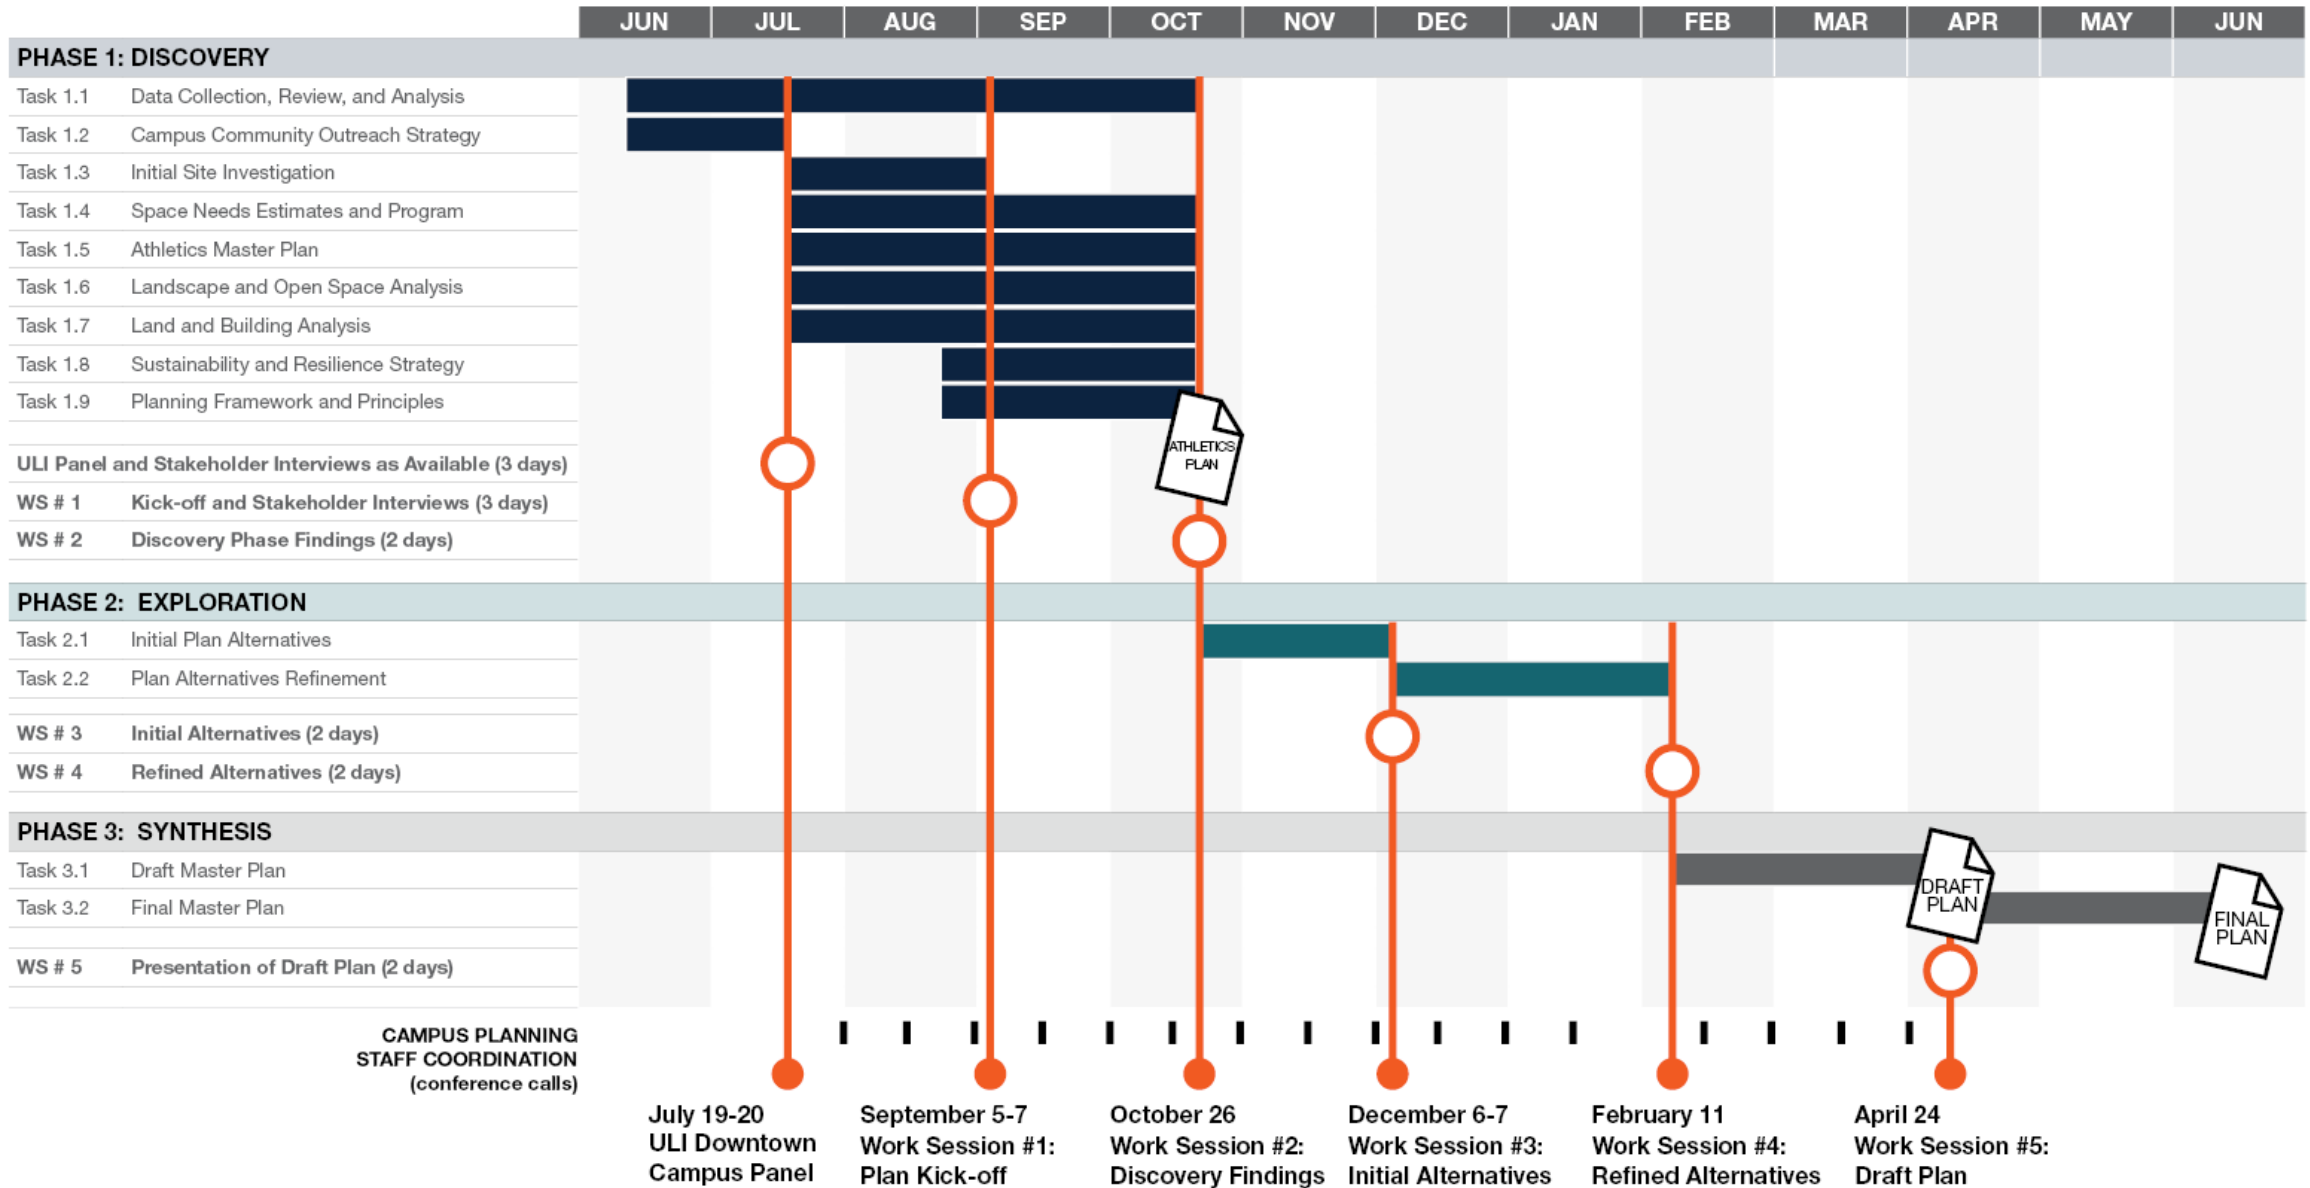 JUN JUL AUG SEP OCT NOV DEC JAN FEB MAR APR MAY JUN
PHASE 1: DISCOVERY
Task 1.1 Data Collection, Review, and Analysis
Task 1.2 Campus Community Outreach Strategy
Task 1.3 Initial Site Investigation
Task 1.4 Space Needs Estimates and Program
Task 1.5 Athletics Master Plan
Task 1.6 Landscape and Open Space Analysis
Task 1.7 Land and Building Analysis
Task 1.8 Sustainability and Resilience Strategy
Task 1.9 Planning Framework and Principles
ATHLETICS
PLAN
ULI Panel and Stakeholder Interviews as Available (3 days)
WS # 1 Kick-off and Stakeholder Interviews (3 days)
WS # 2 Discovery Phase Findings (2 days)
PHASE 2: EXPLORATION
Task 2.1 Initial Plan Alternatives
Task 2.2 Plan Alternatives Refinement
WS # 3 Initial Alternatives (2 days)
WS # 4 Refined Alternatives (2 days)
PHASE 3: SYNTHESIS
Task 3.1 Draft Master Plan
DRAFT
PLAN
Task 3.2 Final Master Plan
FINAL
PLAN
WS # 5 Presentation of Draft Plan (2 days)
CAMPUS PLANNING
STAFF COORDINATION
(conference calls)
July 19-20
ULI Downtown
Campus Panel
September 5-7
Work Session #1:
Plan Kick-off
October 26
Work Session #2:
Discovery Findings
December 6-7
Work Session #3:
Initial Alternatives
February 11
Work Session #4:
Refined Alternatives
April 24
Work Session #5:
Draft Plan